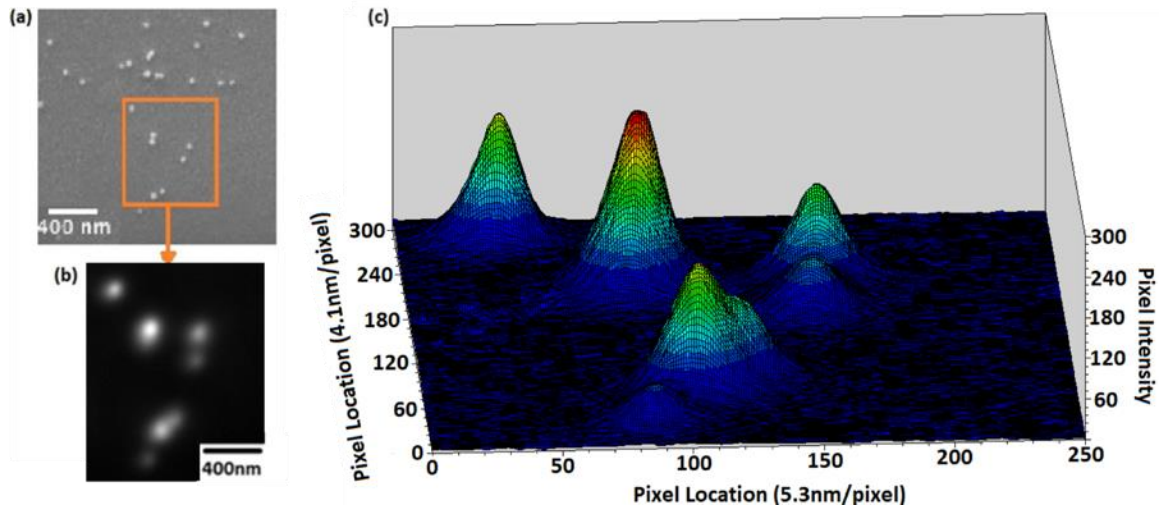 (a)
400 nm
(b)
400nm
(c)
Pixel Location (4.1nm/pixel)
300
240
180
120
60
0
0
50
100
150
200
250
Pixel Location (5.3nm/pixel)
300
240
180
120
60
Pixel Intensity